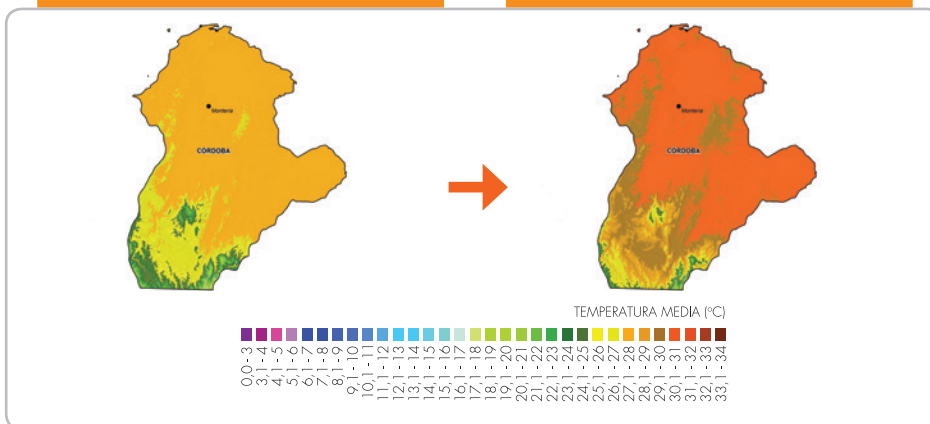 Montería
Montería
CÓRDOBA
CÓRDOBA
TEMPERATURA MEDIA (ºC)
0,0 - 3
3,1 - 4
4,1 - 5
5,1 - 6
6,1 - 7
7,1 - 8
8,1 - 9
9,1 - 10
10,1 - 11
11,1 - 12
12,1 - 13
13,1 - 14
14,1 - 15
15,1 - 16
16,1 - 17
17,1 - 18
18,1 - 19
19,1 - 20
20,1 - 21
21,1 - 22
22,1 - 23
23,1 - 24
24,1 - 25
25,1 - 26
26,1 - 27
27,1 - 28
28,1 - 29
29,1 - 30
30,1 - 31
31,1 - 32
32,1 - 33
33,1 - 34